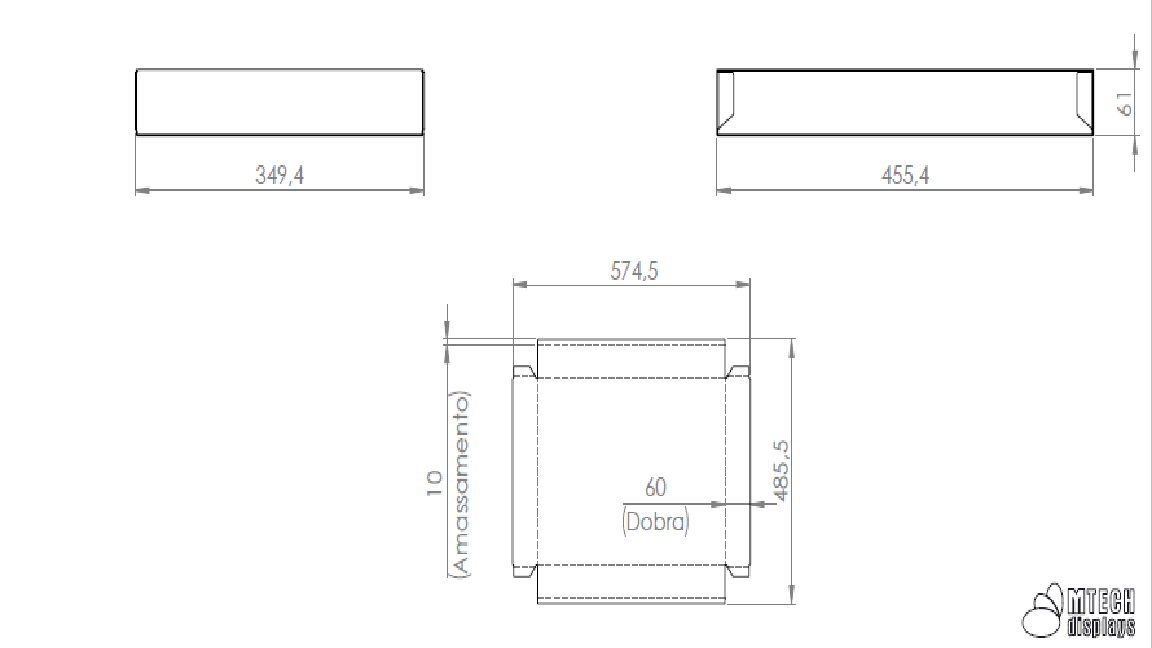 61
349,4
455,4
574,5
10
(Amassamento)
485,5
60
(Dobra)
MTECH
displays